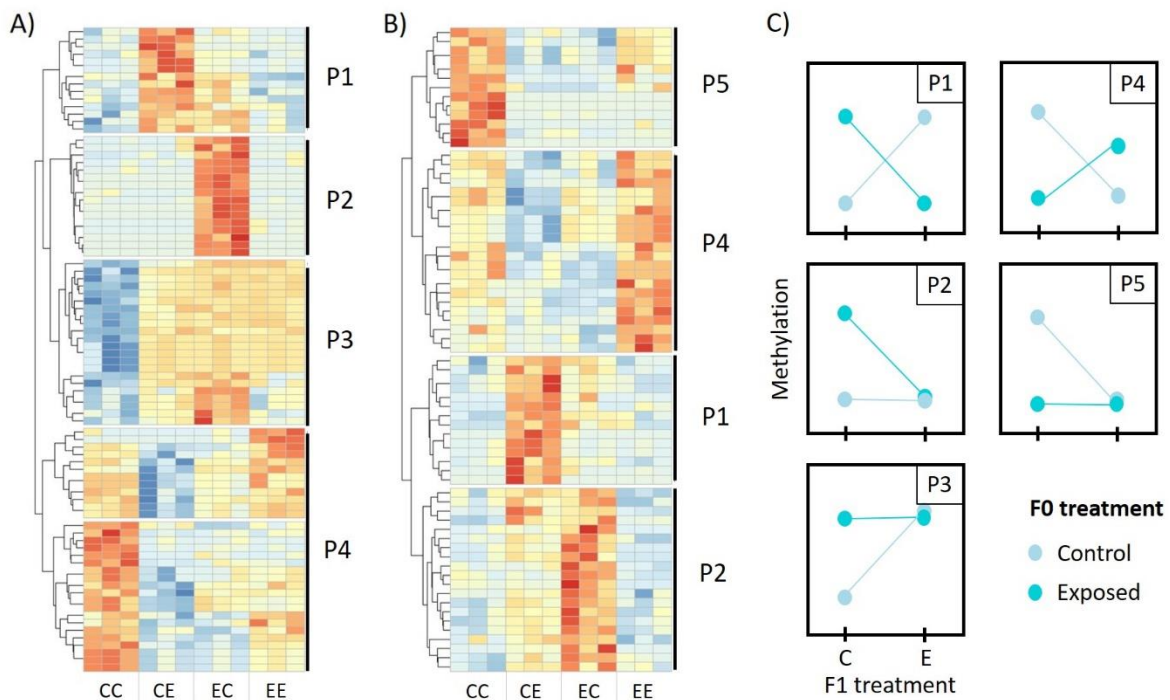 A)
P1
P2
P3
P4
CC CE EC EE
B)
P5
P4
P1
P2
CC CE EC EE
C)
P1
P4
P2
P5
P3
Methylation
C E
F1 treatment
F0 treatment
Control
Exposed